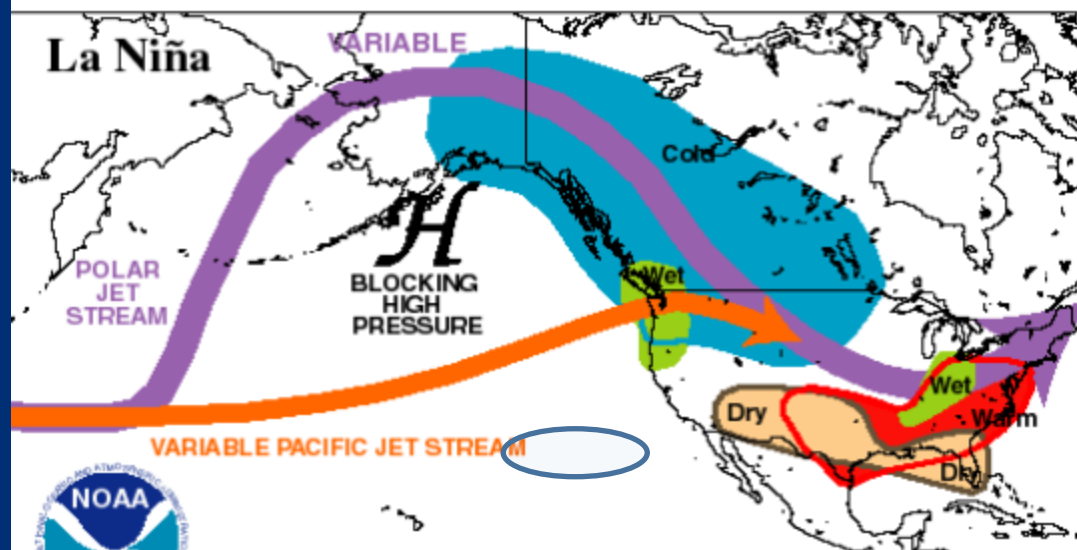 La Niña
VARIABLE
Cold
POLAR
JET
STREAM
H
BLOCKING
HIGH
PRESSURE
Wet
Wet
Dry
Warm
Dry
VARIABLE PACIFIC JET STREAM
NOAA